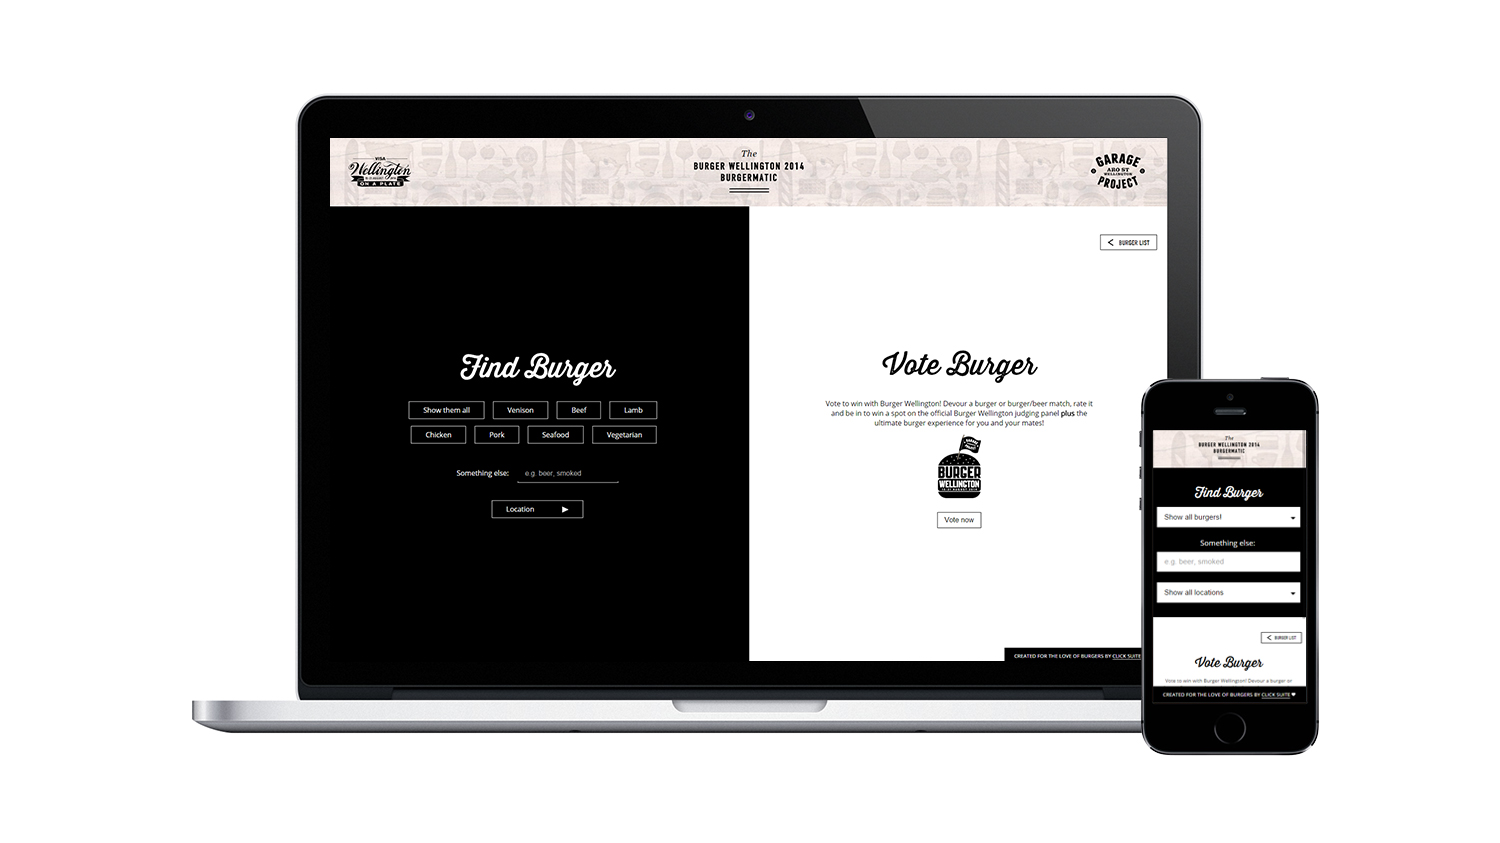 VISA
Wellington
ON A PLATE
The
BURGER WELLINGTON 2014
BURGERMATIC
GARAGE
ARO ST
WELLINGTON
PROJECT
< BURGER LIST
Find Burger
Show them all
Venison
Beef
Lamb
Chicken
Pork
Seafood
Vegetarian
Something else: e.g. beer, smoked
Location
Vote Burger
Vote to win with Burger Wellington! Devour a burger or burger/beer match, rate it
and be in to win a spot on the official Burger Wellington judging panel plus the
ultimate burger experience for you and your mates!
BURGER
WELLINGTON
Vote now
CREATED FOR THE LOVE OF BURGERS BY CLICK SUITE
The
BURGER WELLINGTON 2014
BURGERMATIC
Find Burger
Show all burgers!
Something else:
e.g. beer, smoked
Show all locations
< BURGER LIST
Vote Burger
Vote to win with Burger Wellington! Devour a burger or
CREATED FOR THE LOVE OF BURGERS BY CLICK SUITE ♥